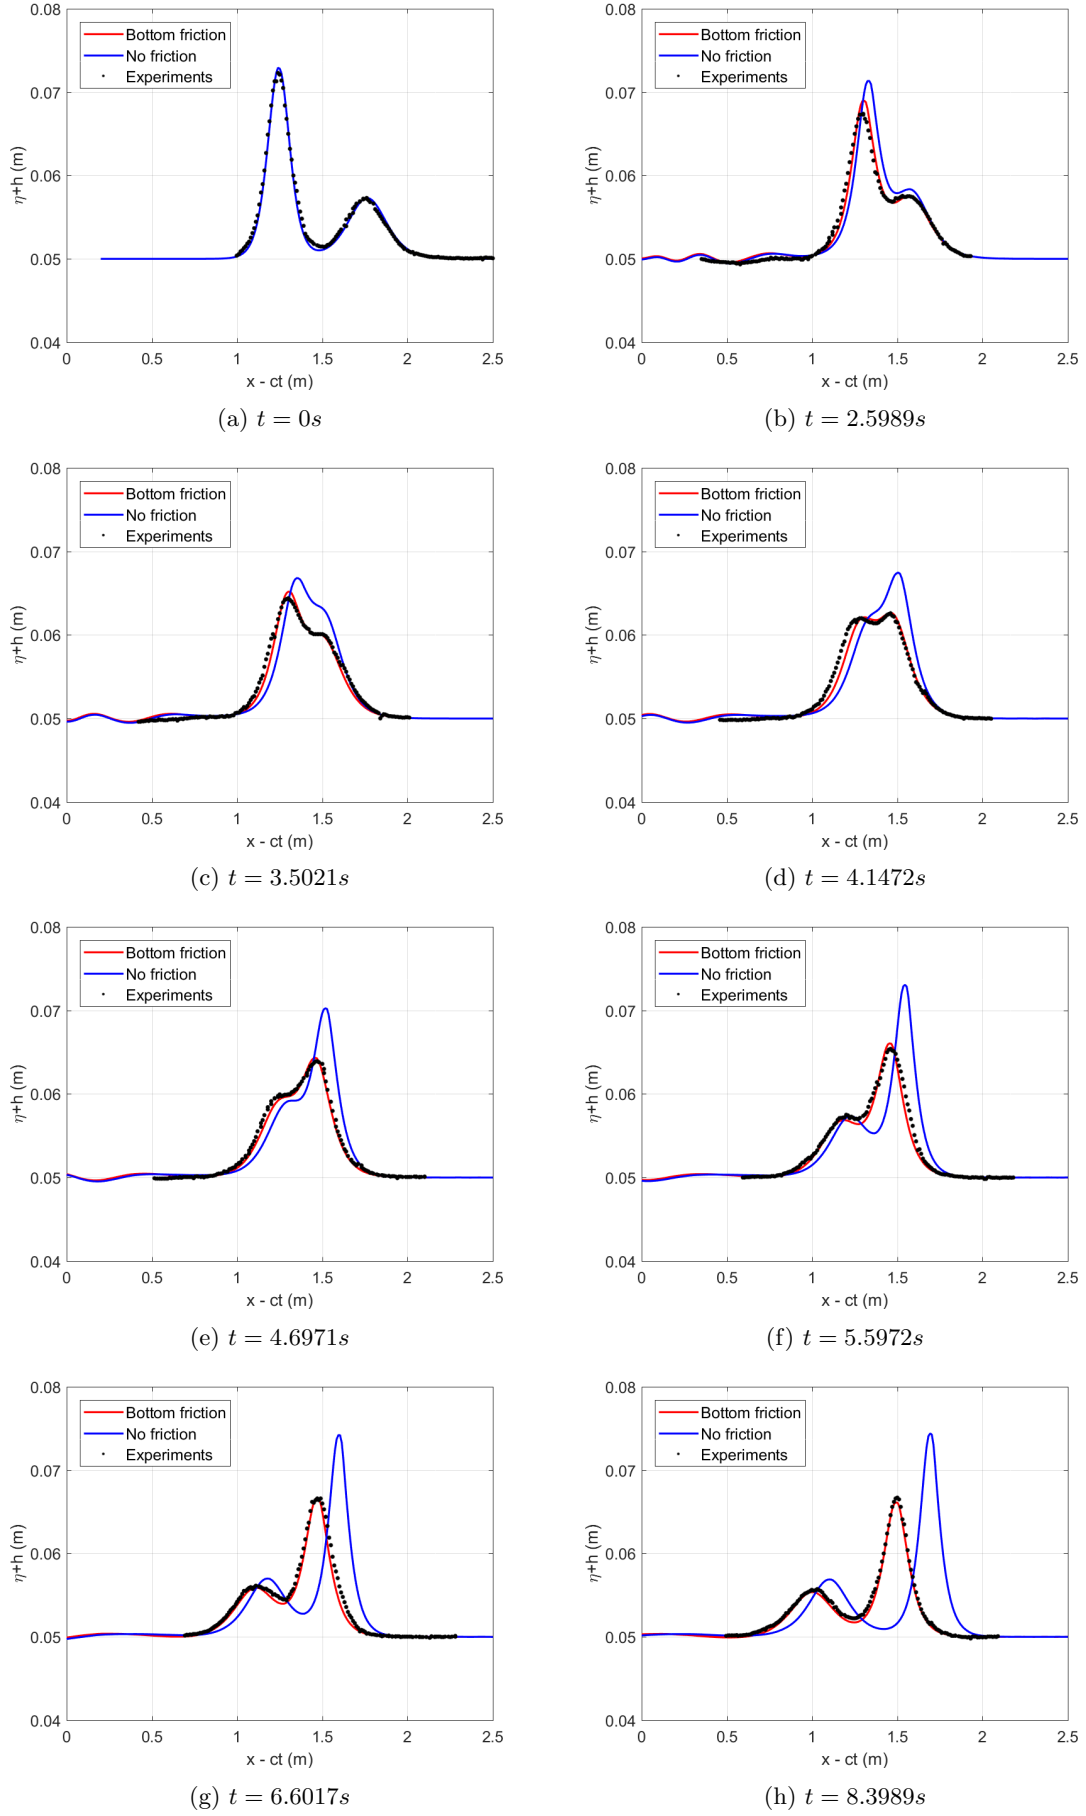 0.08
0.07
0.06
0.05
0.04
η+h (m)
Bottom friction
No friction
Experiments
0 0.5 1 1.5 2 2.5
x - ct (m)
(a) t = 0s
0.08
0.07
0.06
0.05
0.04
η+h (m)
Bottom friction
No friction
Experiments
0 0.5 1 1.5 2 2.5
x - ct (m)
(b) t = 2.5989s
0.08
0.07
0.06
0.05
0.04
η+h (m)
Bottom friction
No friction
Experiments
0 0.5 1 1.5 2 2.5
x - ct (m)
(c) t = 3.5021s
0.08
0.07
0.06
0.05
0.04
η+h (m)
Bottom friction
No friction
Experiments
0 0.5 1 1.5 2 2.5
x - ct (m)
(d) t = 4.1472s
0.08
0.07
0.06
0.05
0.04
η+h (m)
Bottom friction
No friction
Experiments
0 0.5 1 1.5 2 2.5
x - ct (m)
(e) t = 4.6971s
0.08
0.07
0.06
0.05
0.04
η+h (m)
Bottom friction
No friction
Experiments
0 0.5 1 1.5 2 2.5
x - ct (m)
(f) t = 5.5972s
0.08
0.07
0.06
0.05
0.04
η+h (m)
Bottom friction
No friction
Experiments
0 0.5 1 1.5 2 2.5
x - ct (m)
(g) t = 6.6017s
0.08
0.07
0.06
0.05
0.04
η+h (m)
Bottom friction
No friction
Experiments
0 0.5 1 1.5 2 2.5
x - ct (m)
(h) t = 8.3989s